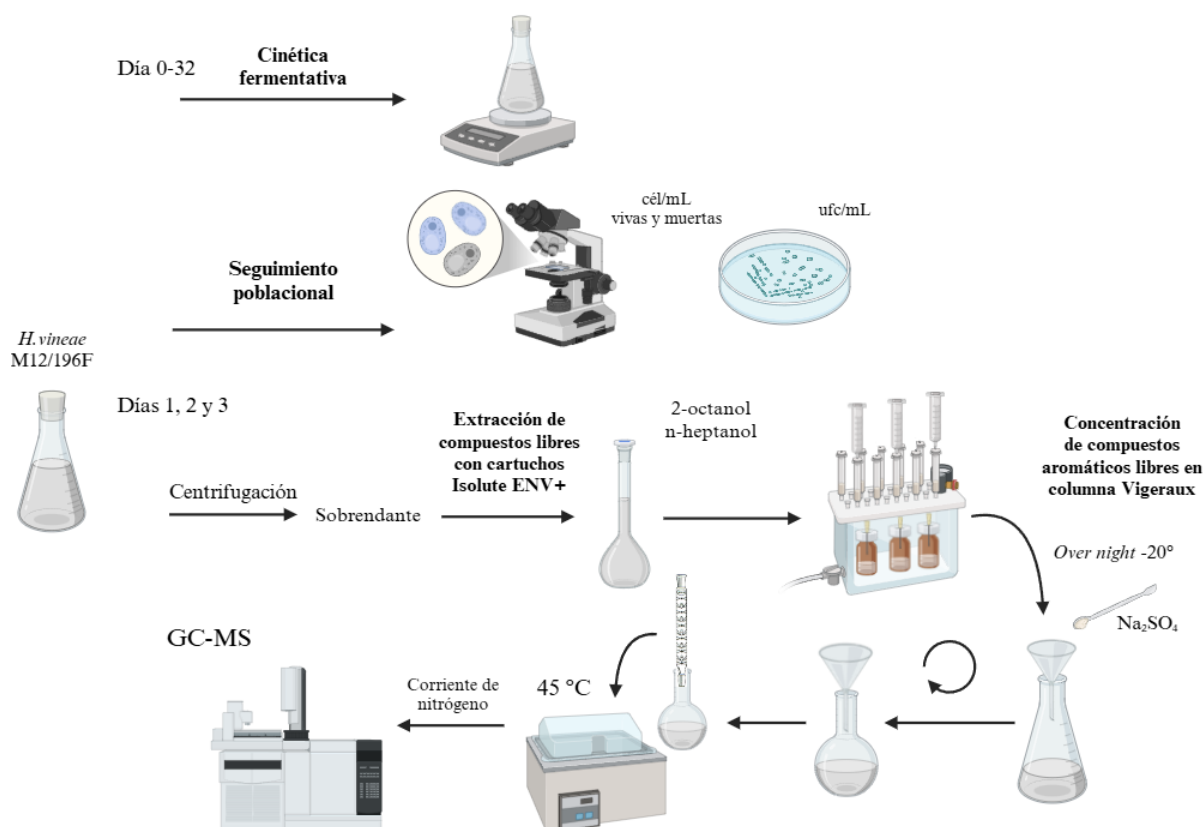 Día 0-32
Cinética
fermentativa
cél/mL
vivas y muertas
ufc/mL
Seguimiento
poblacional
H. vineae
M12/196F
Días 1, 2 y 3
Centrifugación
Sobrendante
Extracción de
compuestos libres
con cartuchos
Isolute ENV+
2-octanol
n-heptanol
Concentración
de compuestos
aromáticos libres en
columna Vigeraux
Over night -20°
Na₂SO₄
45 °C
Corriente de
nitrógeno
GC-MS